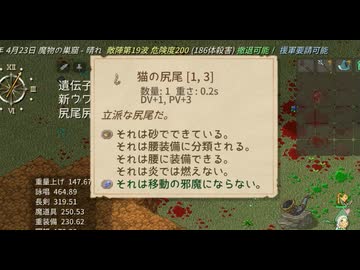 年 4月23日 魔物の巣窟 - 晴れ 敵陣第19波 危険度200 (186体殺害) 撤退可能！ 援軍要請可能
XII
III
VI
遺伝子
新ウワ
尻尾尻
猫の尻尾 [1, 3]
数量: 1 重さ: 0.2s
DV+1, PV+3
立派な尻尾だ。
それは砂でできている。
それは腰装備に分類される。
それは腰に装備できる。
それは炎では燃えない。
それは移動の邪魔にならない。
重量上げ 147.67
詠唱 464.89
長剣 319.51
魔道具 250.53
重装備 230.62